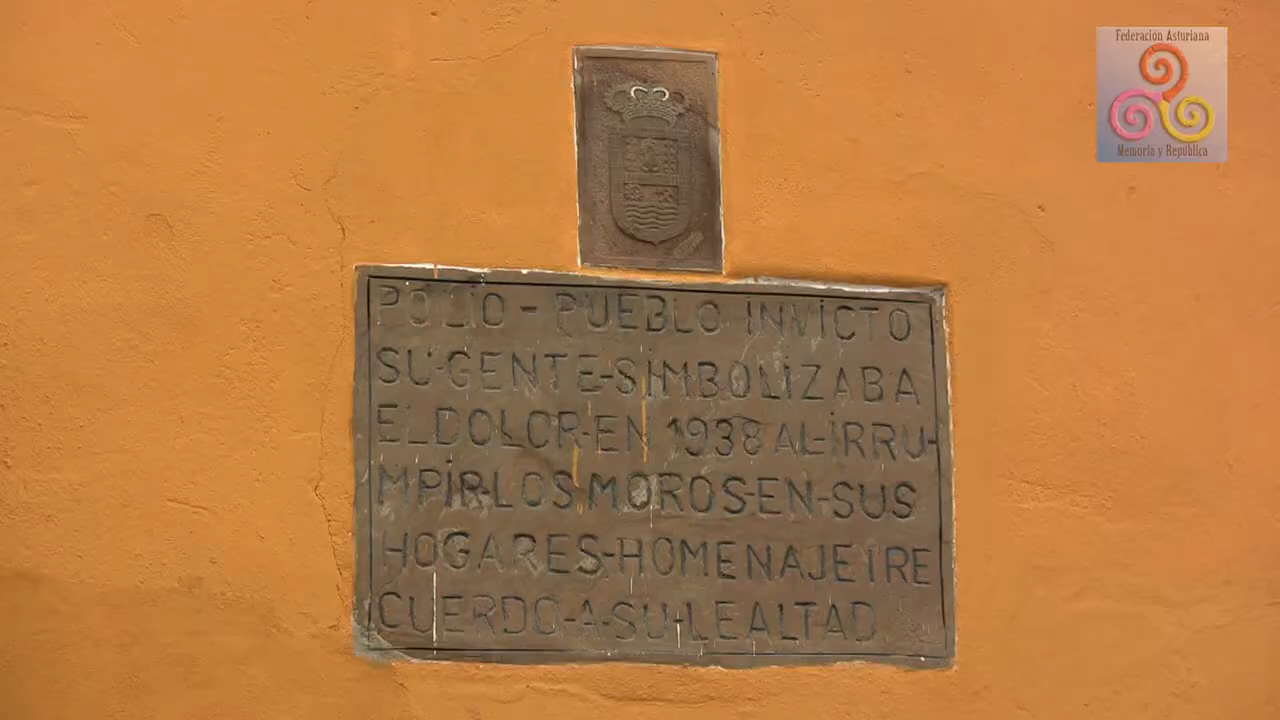 Federación Asturiana
Memoria y República
POLIO - PUEBLO INVICTO
SU-GENTE-SIMBOLIZABA
EL DOLOR-EN 1938 AL-IRRU-
MPIR-LOS MOROS-EN-SUS
HOGARES-HOMENAJE I RE
CUERDO-A-SU-LEALTAD